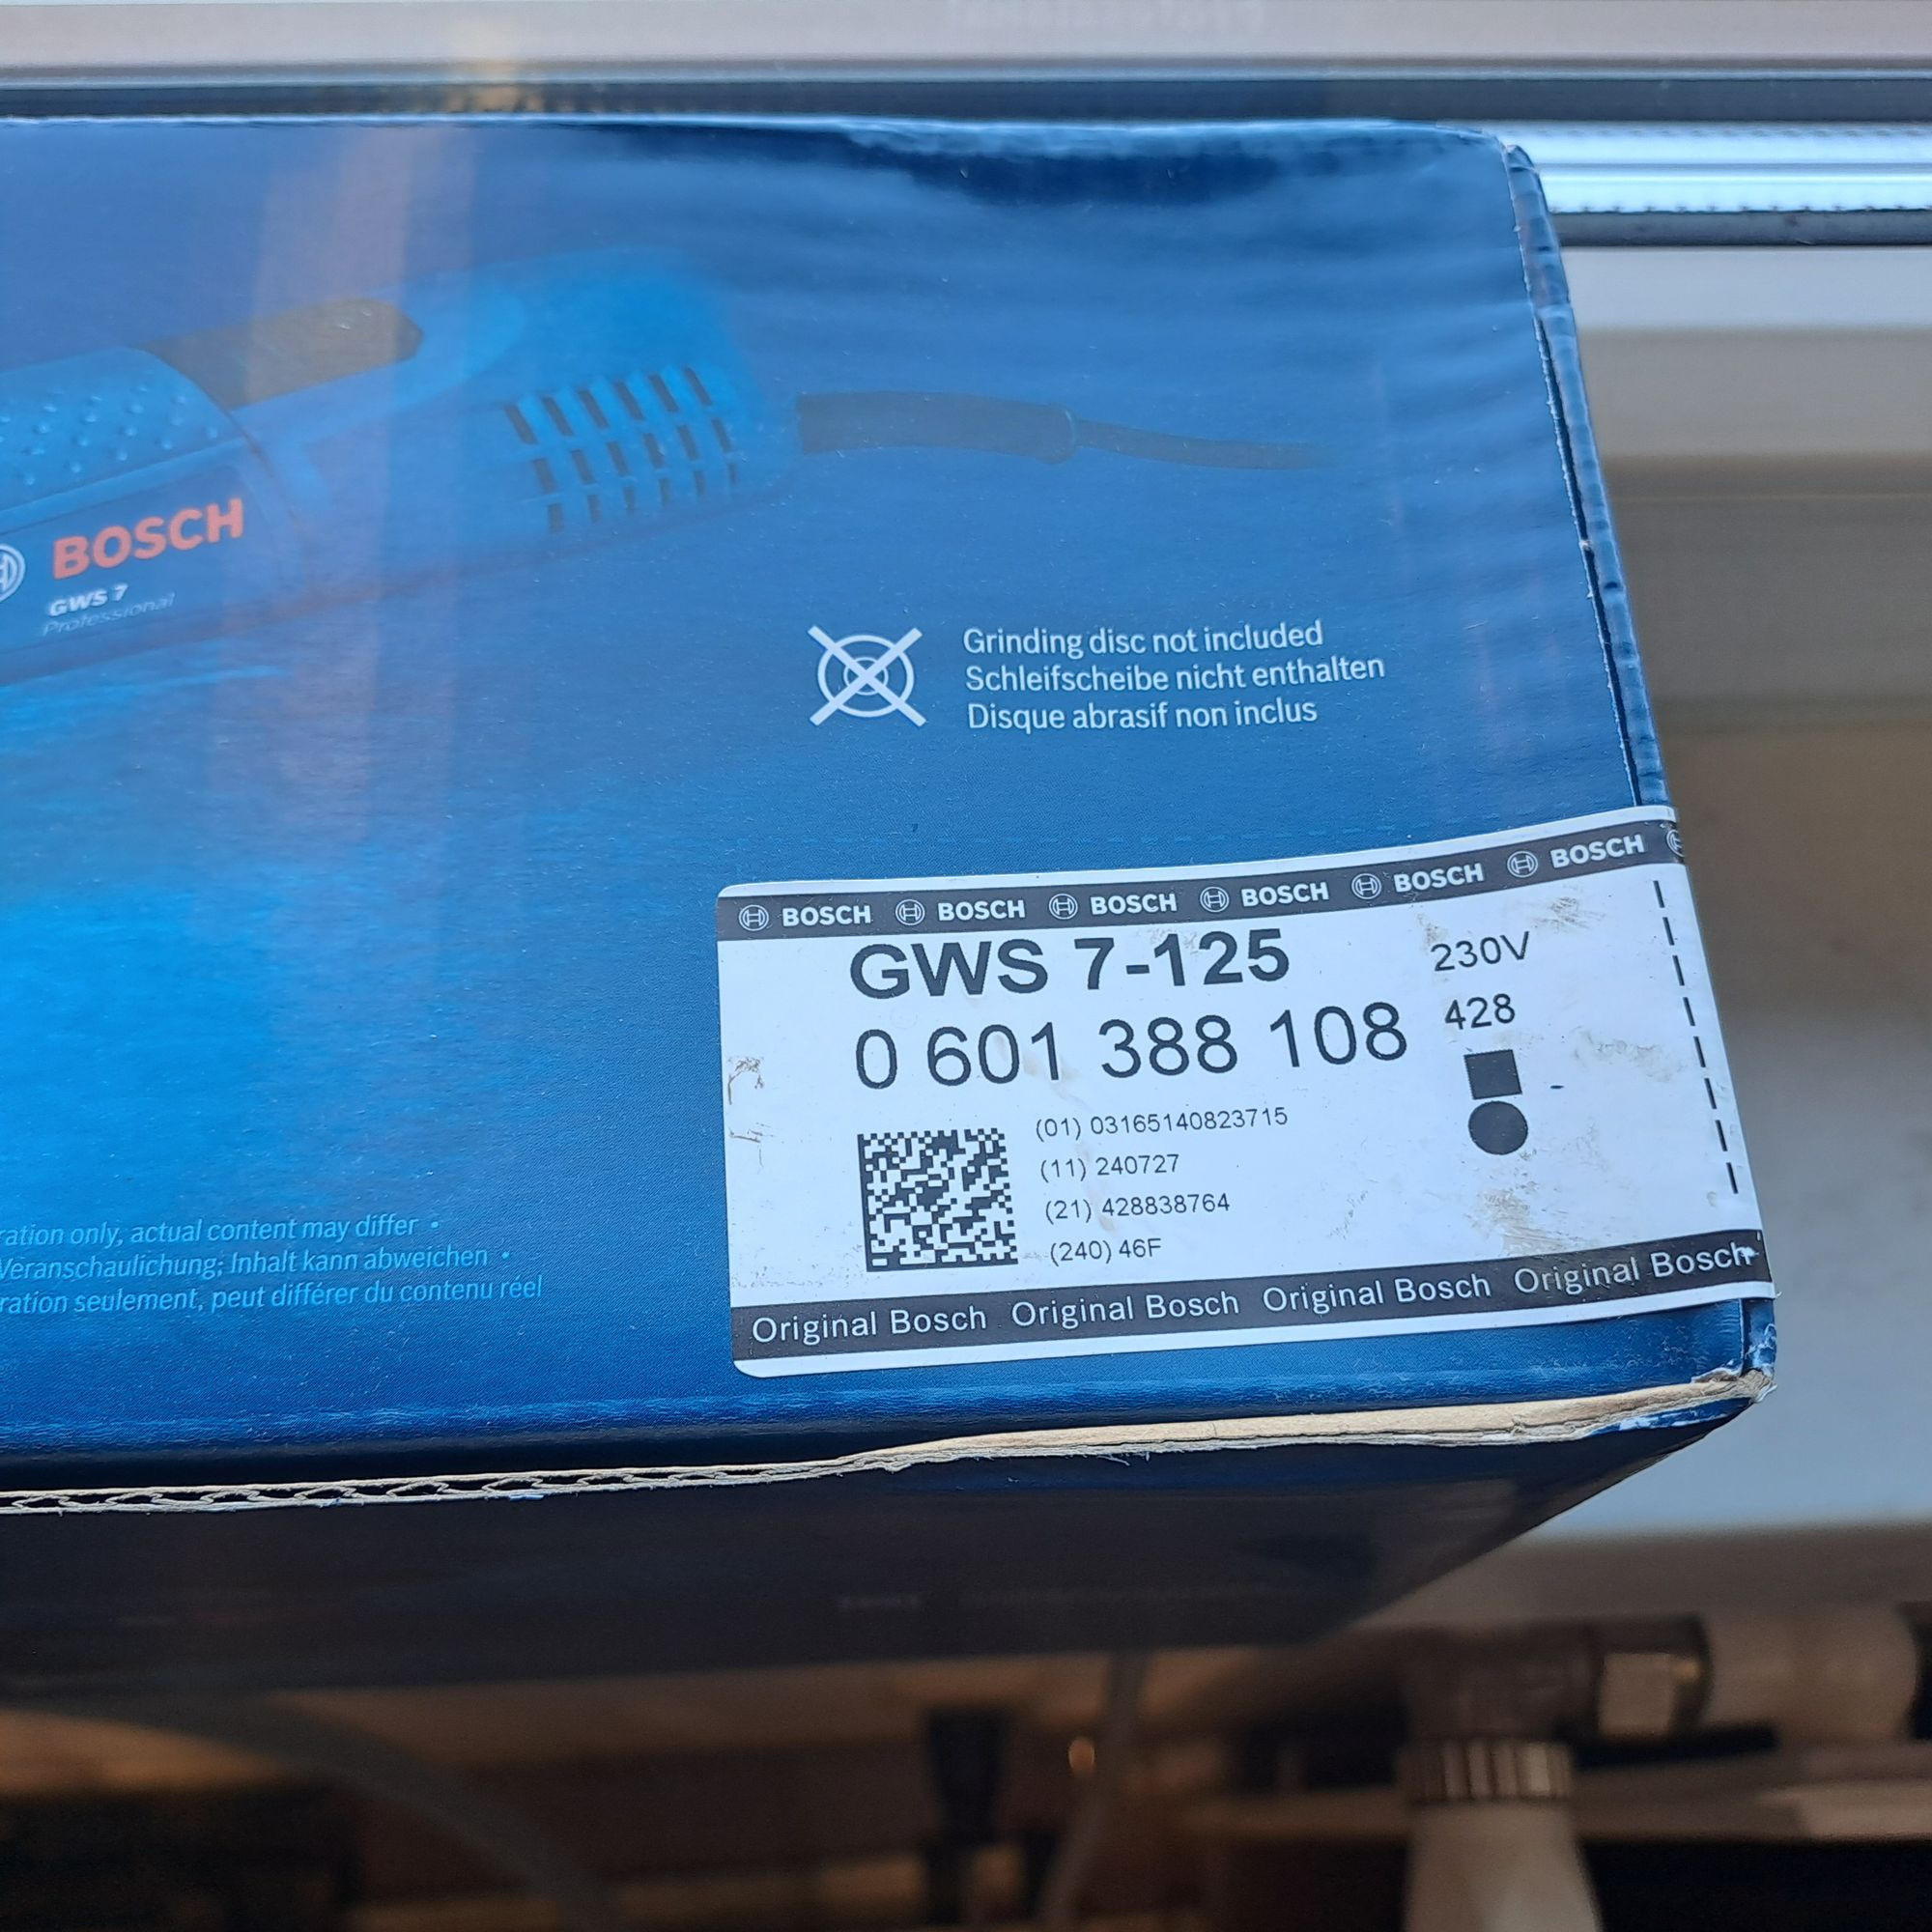 BOSCH
GWS 7
Professional
Grinding disc not included
Schleifscheibe nicht enthalten
Disque abrasif non inclus
BOSCH BOSCH BOSCH BOSCH BOSCH BOSCH
GWS 7-125
230V
0 601 388 108
428
(01) 03165140823715
(11) 240727
(21) 428838764
(240) 46F
Original Bosch Original Bosch Original Bosch Original Bosch
only, actual content may differ •
Veranschaulichung; Inhalt kann abweichen •
seulement, peut différer du contenu réel